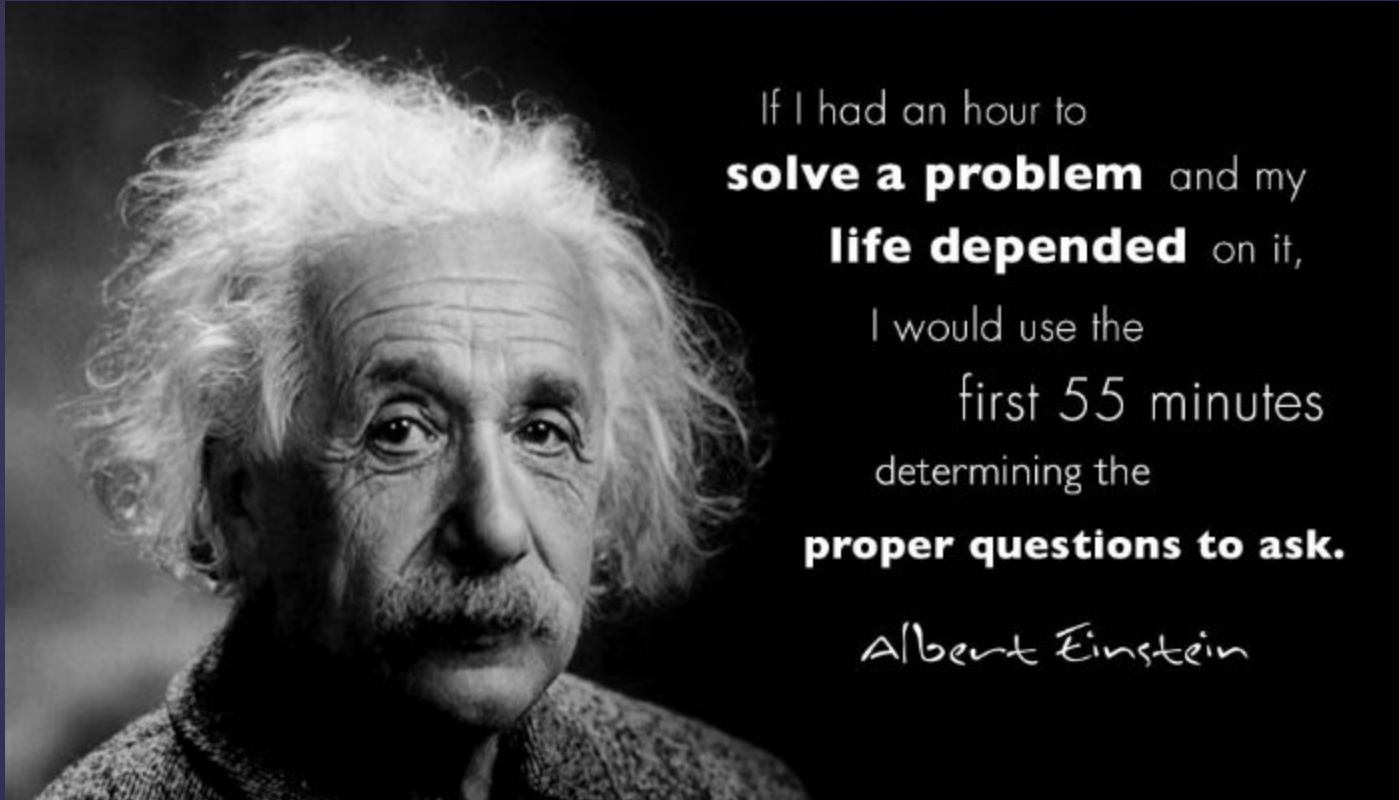 If I had an hour to
solve a problem and my
life depended on it,
I would use the
first 55 minutes
determining the
proper questions to ask.
Albert Einstein